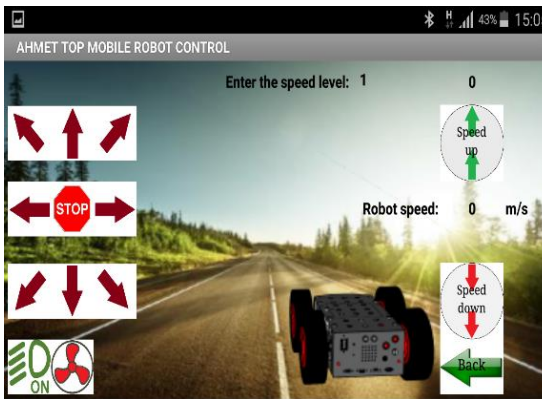 H 43% 15:0
AHMET TOP MOBILE ROBOT CONTROL
Enter the speed level: 1 0
Speed
up
STOP
Robot speed: 0 m/s
Speed
down
ON
Back